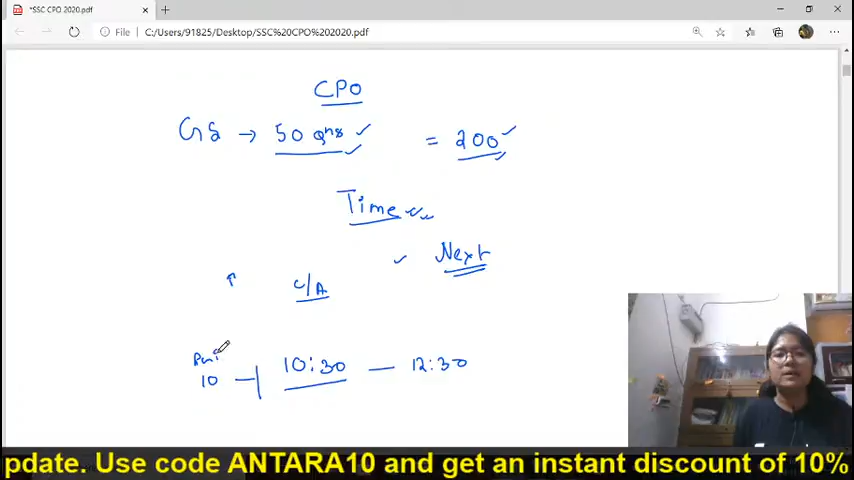 *SSC CPO 2020.pdf
File | C:/Users/91825/Desktop/SSC%20CPO%202020.pdf
CPO
GS → 50 Qns = 200
Time
Next
C/A
10 10:30 — 12:30
pdate. Use code ANTARA10 and get an instant discount of 10%